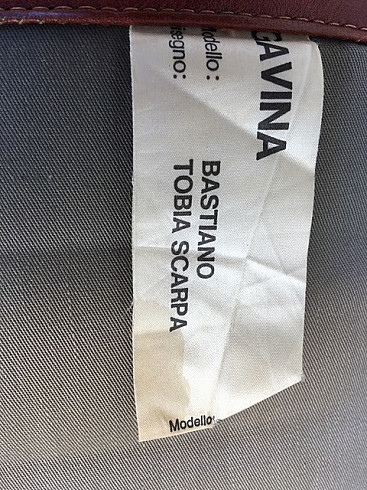 GAVINA
Modello: BASTIANO
Disegno: TOBIA SCARPA
Modello